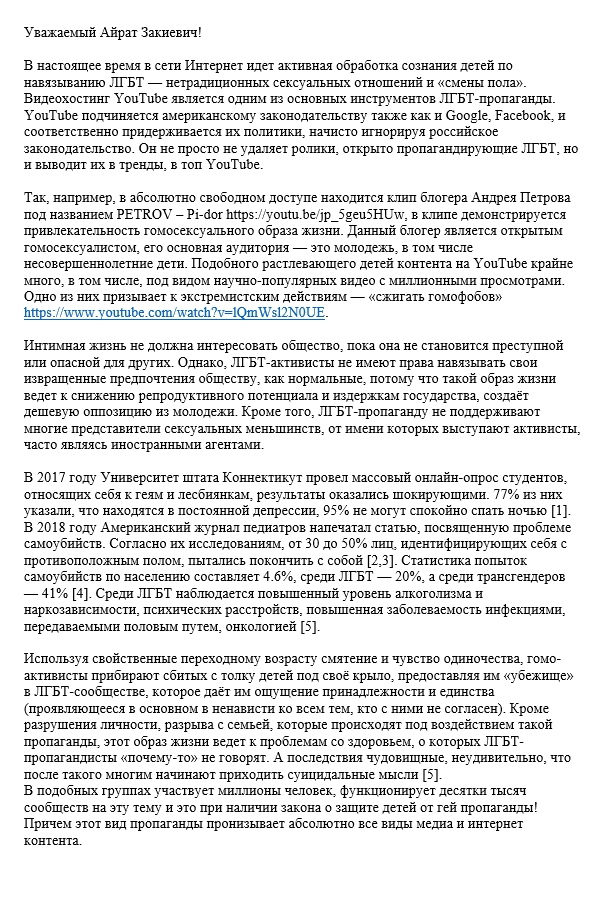 Уважаемый Айрат Закиевич!
В настоящее время в сети Интернет идет активная обработка сознания детей по
навязыванию ЛГБТ — нетрадиционных сексуальных отношений и «смены пола».
Видеохостинг YouTube является одним из основных инструментов ЛГБТ-пропаганды.
YouTube подчиняется американскому законодательству также как и Google, Facebook, и
соответственно придерживается их политики, начисто игнорируя российское
законодательство. Он не просто не удаляет ролики, открыто пропагандирующие ЛГБТ, но
и выводит их в тренды, в топ YouTube.
Так, например, в абсолютно свободном доступе находится клип блогера Андрея Петрова
под названием PETROV – Pi-dor https://youtu.be/jp_5geu5HUw, в клипе демонстрируется
привлекательность гомосексуального образа жизни. Данный блогер является открытым
гомосексуалистом, его основная аудитория — это молодежь, в том числе
несовершеннолетние дети. Подобного растлевающего детей контента на YouTube крайне
много, в том числе, под видом научно-популярных видео с миллионными просмотрами.
Одно из них призывает к экстремистским действиям — «сжигать гомофобов»
https://www.youtube.com/watch?v=lQmWsl2N0UE.
Интимная жизнь не должна интересовать общество, пока она не становится преступной
или опасной для других. Однако, ЛГБТ-активисты не имеют права навязывать свои
извращенные предпочтения обществу, как нормальные, потому что такой образ жизни
ведет к снижению репродуктивного потенциала и издержкам государства, создаёт
дешевую оппозицию из молодежи. Кроме того, ЛГБТ-пропаганду не поддерживают
многие представители сексуальных меньшинств, от имени которых выступают активисты,
часто являясь иностранными агентами.
В 2017 году Университет штата Коннектикут провел массовый онлайн-опрос студентов,
относящих себя к геям и лесбиянкам, результаты оказались шокирующими. 77% из них
указали, что находятся в постоянной депрессии, 95% не могут спокойно спать ночью [1].
В 2018 году Американский журнал педиатров напечатал статью, посвященную проблеме
самоубийств. Согласно их исследованиям, от 30 до 50% лиц, идентифицирующих себя с
противоположным полом, пытались покончить с собой [2,3]. Статистика попыток
самоубийств по населению составляет 4.6%, среди ЛГБТ — 20%, а среди трансгендеров
— 41% [4]. Среди ЛГБТ наблюдается повышенный уровень алкоголизма и
наркозависимости, психических расстройств, повышенная заболеваемость инфекциями,
передаваемыми половым путем, онкологией [5].
Используя свойственные переходному возрасту смятение и чувство одиночества, гомо-
активисты прибирают сбитых с толку детей под своё крыло, предоставляя им «убежище»
в ЛГБТ-сообществе, которое даёт им ощущение принадлежности и единства
(проявляющееся в основном в ненависти ко всем тем, кто с ними не согласен). Кроме
разрушения личности, разрыва с семьей, которые происходят под воздействием такой
пропаганды, этот образ жизни ведет к проблемам со здоровьем, о которых ЛГБТ-
пропагандисты «почему-то» не говорят. А последствия чудовищные, неудивительно, что
после такого многим начинают приходить суицидальные мысли [5].
В подобных группах участвует миллионы человек, функционирует десятки тысяч
сообществ на эту тему и это при наличии закона о защите детей от гей пропаганды!
Причем этот вид пропаганды пронизывает абсолютно все виды медиа и интернет
контента.